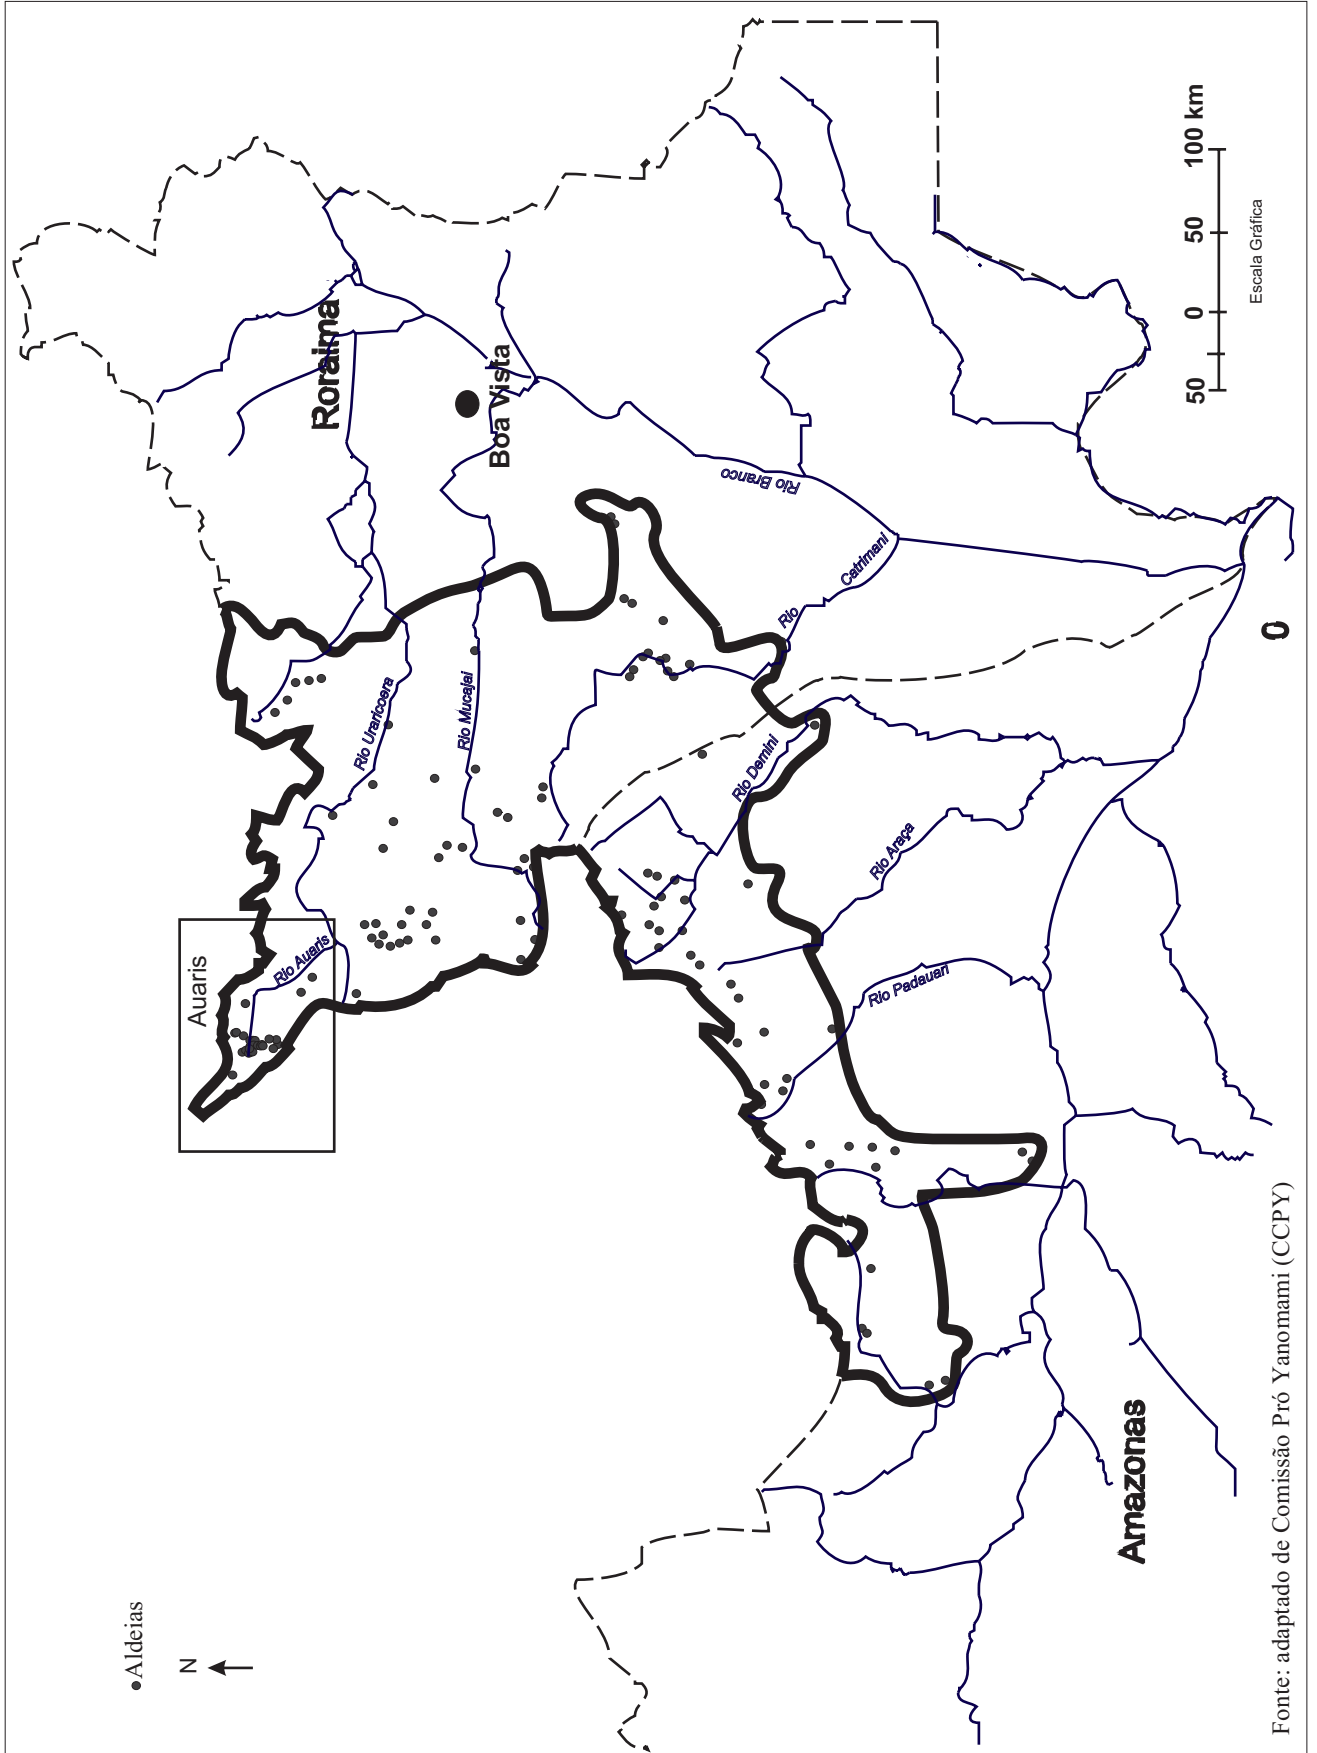 Aldeias
N
Auaris
Rio Auaris
Roraima
Boa Vista
Rio Uraricoera
Rio Mucajai
Rio Branco
Rio Catrimani
Rio Demini
Rio Araça
Rio Padauari
Amazonas
0
50 0 50 100 km
Escala Gráfica
Fonte: adaptado de Comissão Pró Yanomami (CCPY)